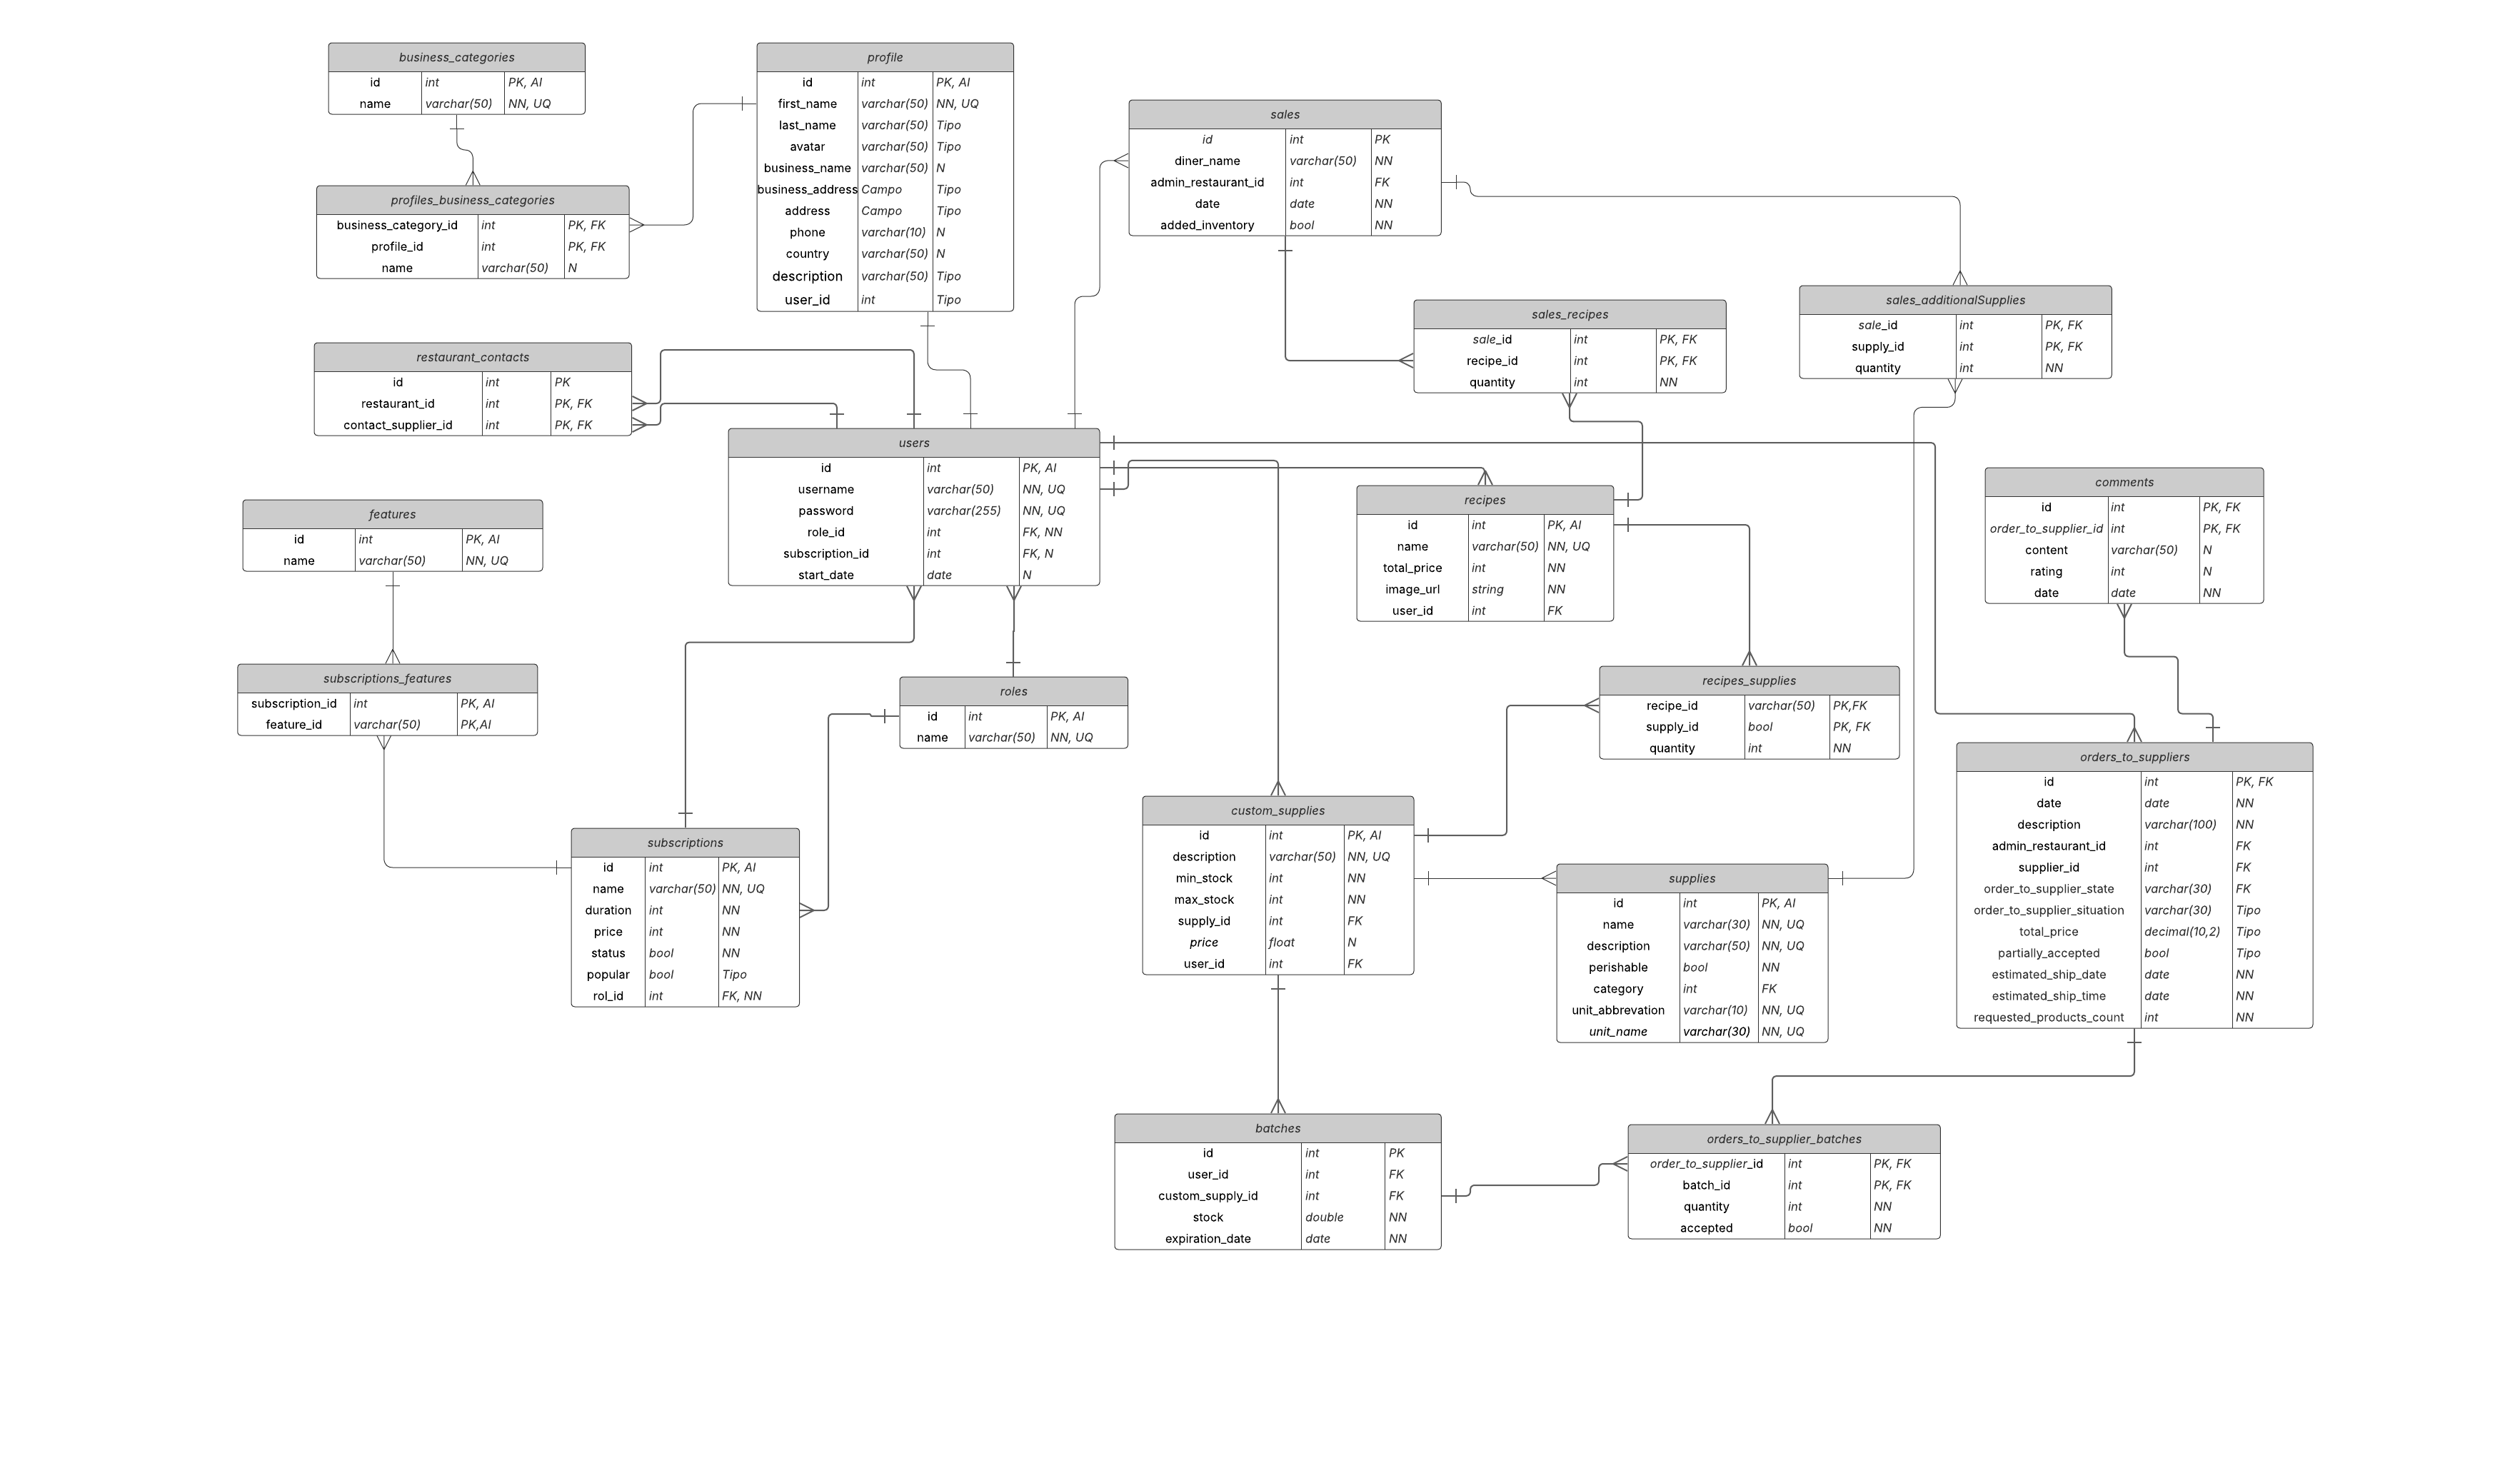 business_categories
id int PK, AI
name varchar(50) NN, UQ
profile
id int PK, AI
first_name varchar(50) NN, UQ
last_name varchar(50) Tipo
avatar varchar(50) Tipo
business_name varchar(50) N
business_address Campo Tipo
address Campo Tipo
phone varchar(10) N
country varchar(50) N
description varchar(50) Tipo
user_id int Tipo
sales
id int PK
diner_name varchar(50) NN
admin_restaurant_id int FK
date date NN
added_inventory bool NN
profiles_business_categories
business_category_id int PK, FK
profile_id int PK, FK
name varchar(50) N
sales_recipes
sale_id int PK, FK
recipe_id int PK, FK
quantity int NN
sales_additionalSupplies
sale_id int PK, FK
supply_id int PK, FK
quantity int NN
restaurant_contacts
id int PK
restaurant_id int PK, FK
contact_supplier_id int PK, FK
users
id int PK, AI
username varchar(50) NN, UQ
password varchar(255) NN, UQ
role_id int FK, NN
subscription_id int FK, N
start_date date N
recipes
id int PK, AI
name varchar(50) NN, UQ
total_price int NN
image_url string NN
user_id int FK
comments
id int PK, FK
order_to_supplier_id int PK, FK
content varchar(50) N
rating int N
date date NN
features
id int PK, AI
name varchar(50) NN, UQ
subscriptions_features
subscription_id int PK, AI
feature_id varchar(50) PK,AI
roles
id int PK, AI
name varchar(50) NN, UQ
recipes_supplies
recipe_id varchar(50) PK,FK
supply_id bool PK, FK
quantity int NN
orders_to_suppliers
id int PK, FK
date date NN
description varchar(100) NN
admin_restaurant_id int FK
supplier_id int FK
order_to_supplier_state varchar(30) FK
order_to_supplier_situation varchar(30) Tipo
total_price decimal(10,2) Tipo
partially_accepted bool Tipo
estimated_ship_date date NN
estimated_ship_time date NN
requested_products_count int NN
subscriptions
id int PK, AI
name varchar(50) NN, UQ
duration int NN
price int NN
status bool NN
popular bool Tipo
rol_id int FK, NN
custom_supplies
id int PK, AI
description varchar(50) NN, UQ
min_stock int NN
max_stock int NN
supply_id int FK
price float N
user_id int FK
supplies
id int PK, AI
name varchar(30) NN, UQ
description varchar(50) NN, UQ
perishable bool NN
category int FK
unit_abbrevation varchar(10) NN, UQ
unit_name varchar(30) NN, UQ
batches
id int PK
user_id int FK
custom_supply_id int FK
stock double NN
expiration_date date NN
orders_to_supplier_batches
order_to_supplier_id int PK, FK
batch_id int PK, FK
quantity int NN
accepted bool NN